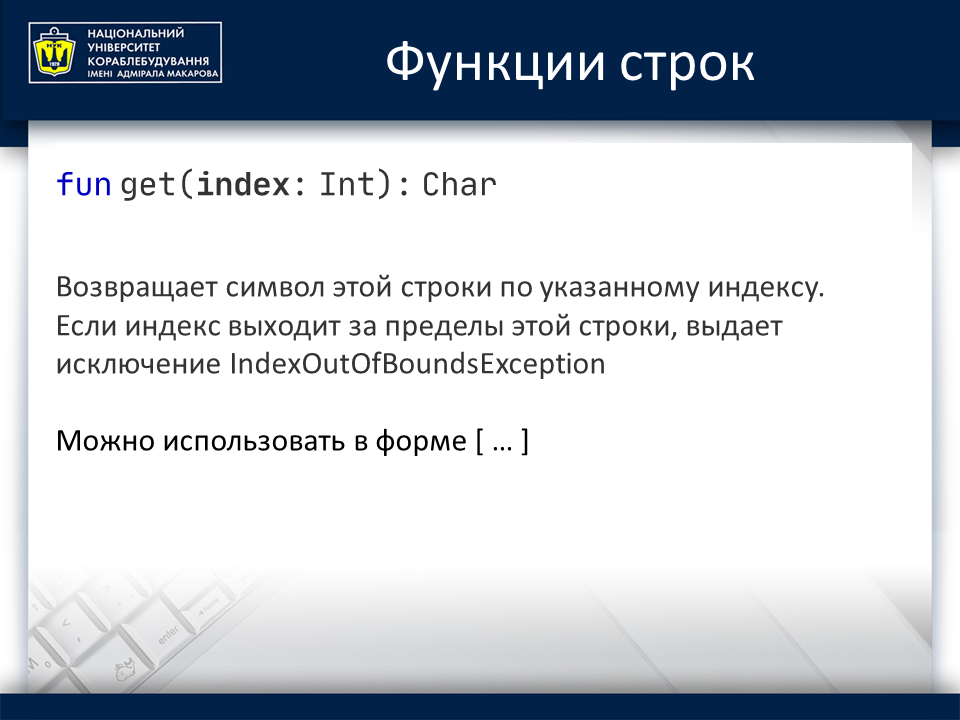 НАЦІОНАЛЬНИЙ
УНІВЕРСИТЕТ
КОРАБЛЕБУДУВАННЯ
ІМЕНІ АДМІРАЛА МАКАРОВА
НУК
1920
Функции строк
fun get(index: Int): Char
Возвращает символ этой строки по указанному индексу.
Если индекс выходит за пределы этой строки, выдает
исключение IndexOutOfBoundsException
Можно использовать в форме [ … ]
enter